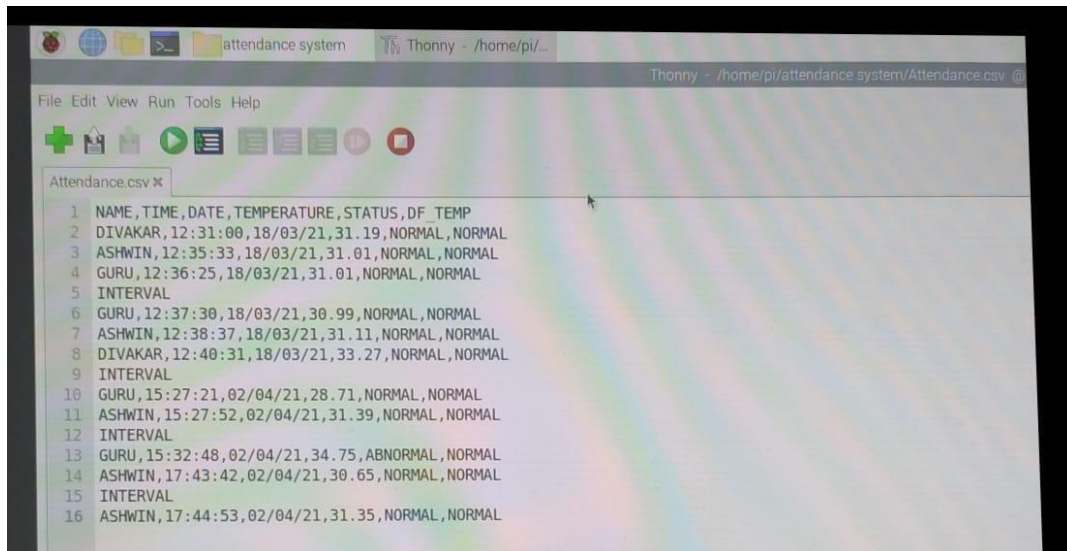 attendance system
Thonny - /home/pi/...
Thonny - /home/pi/attendance system/Attendance.csv @
File Edit View Run Tools Help
Attendance.csv
1 NAME,TIME,DATE,TEMPERATURE,STATUS,DF_TEMP
2 DIVAKAR,12:31:00,18/03/21,31.19,NORMAL,NORMAL
3 ASHWIN,12:35:33,18/03/21,31.01,NORMAL,NORMAL
4 GURU,12:36:25,18/03/21,31.01,NORMAL,NORMAL
5 INTERVAL
6 GURU,12:37:30,18/03/21,30.99,NORMAL,NORMAL
7 ASHWIN,12:38:37,18/03/21,31.11,NORMAL,NORMAL
8 DIVAKAR,12:40:31,18/03/21,33.27,NORMAL,NORMAL
9 INTERVAL
10 GURU,15:27:21,02/04/21,28.71,NORMAL,NORMAL
11 ASHWIN,15:27:52,02/04/21,31.39,NORMAL,NORMAL
12 INTERVAL
13 GURU,15:32:48,02/04/21,34.75,ABNORMAL,NORMAL
14 ASHWIN,17:43:42,02/04/21,30.65,NORMAL,NORMAL
15 INTERVAL
16 ASHWIN,17:44:53,02/04/21,31.35,NORMAL,NORMAL